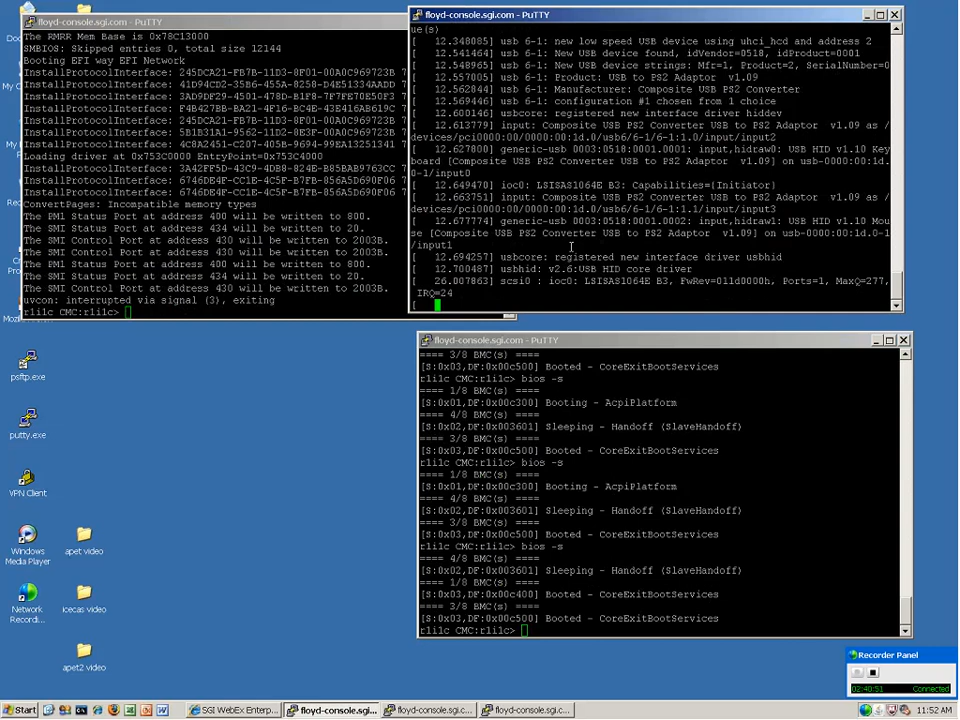 floyd-console.sgi.com - PuTTY
The RMRR Mem Base is 0x78C13000
SMBIOS: Skipped entries 0, total size 12144
Booting EFI way EFI Network
InstallProtocolInterface: 245DCA21-FB7B-11D3-8F01-00A0C969723B 7
InstallProtocolInterface: 41D94CD2-35B6-455A-8258-D4E51334AADD 7
InstallProtocolInterface: 3AD9DF29-4501-478D-B1F8-7F7FE70E50F3 7
InstallProtocolInterface: F4B427BB-BA21-4F16-BC4E-43E416AB619C 7
InstallProtocolInterface: 245DCA21-FB7B-11D3-8F01-00A0C969723B 7
InstallProtocolInterface: 5B1B31A1-9562-11D2-8E3F-00A0C969723B 7
InstallProtocolInterface: 4C8A2451-C207-405B-9694-99EA13251341 7
Loading driver at 0x753C0000 EntryPoint=0x753C4000
InstallProtocolInterface: 3A42FF5D-43C9-4DB8-824E-B85BAB9763CC 7
InstallProtocolInterface: 6746DE4F-CC1E-4C5F-B7FB-856A5D690F06 7
InstallProtocolInterface: 6746DE4F-CC1E-4C5F-B7FB-856A5D690F06 7
ConvertPages: Incompatible memory types
The PM1 Status Port at address 400 will be written to 800.
The SMI Status Port at address 434 will be written to 20.
The SMI Control Port at address 430 will be written to 2003B.
The PM1 Status Port at address 400 will be written to 800.
The SMI Status Port at address 434 will be written to 20.
The SMI Control Port at address 430 will be written to 2003B.
uvcon: interrupted via signal (3), exiting
r1i1c CMC:r1i1c>
floyd-console.sgi.com - PuTTY
ue(s)
[   12.348085] usb 6-1: new low speed USB device using uhci_hcd and address 2
[   12.541464] usb 6-1: New USB device found, idVendor=0518, idProduct=0001
[   12.548965] usb 6-1: New USB device strings: Mfr=1, Product=2, SerialNumber=0
[   12.557005] usb 6-1: Product: USB to PS2 Adaptor  v1.09
[   12.562844] usb 6-1: Manufacturer: Composite USB PS2 Converter
[   12.569446] usb 6-1: configuration #1 chosen from 1 choice
[   12.600146] usbcore: registered new interface driver hiddev
[   12.613779] input: Composite USB PS2 Converter USB to PS2 Adaptor  v1.09 as /
devices/pci0000:00/0000:00:1d.0/usb6/6-1/6-1:1.0/input/input2
[   12.627800] generic-usb 0003:0518:0001.0001: input,hidraw0: USB HID v1.10 Key
board [Composite USB PS2 Converter USB to PS2 Adaptor  v1.09] on usb-0000:00:1d.
0-1/input0
[   12.649470] ioc0: LSISAS1064E B3: Capabilities={Initiator}
[   12.663751] input: Composite USB PS2 Converter USB to PS2 Adaptor  v1.09 as /
devices/pci0000:00/0000:00:1d.0/usb6/6-1/6-1:1.1/input/input3
[   12.677774] generic-usb 0003:0518:0001.0002: input,hidraw1: USB HID v1.10 Mou
se [Composite USB PS2 Converter USB to PS2 Adaptor  v1.09] on usb-0000:00:1d.0-1
/input1
[   12.694257] usbcore: registered new interface driver usbhid
[   12.700487] usbhid: v2.6:USB HID core driver
[   26.007863] scsi0 : ioc0: LSISAS1064E B3, FwRev=011d0000h, Ports=1, MaxQ=277,
IRQ=24
[
floyd-console.sgi.com - PuTTY
==== 3/8 BMC(s) ====
[S:0x03,DF:0x00c500] Booted - CoreExitBootServices
r1i1c CMC:r1i1c> bios -s
==== 1/8 BMC(s) ====
[S:0x01,DF:0x00c300] Booting - AcpiPlatform
==== 4/8 BMC(s) ====
[S:0x02,DF:0x003601] Sleeping - Handoff (SlaveHandoff)
==== 3/8 BMC(s) ====
[S:0x03,DF:0x00c500] Booted - CoreExitBootServices
r1i1c CMC:r1i1c> bios -s
==== 1/8 BMC(s) ====
[S:0x01,DF:0x00c300] Booting - AcpiPlatform
==== 4/8 BMC(s) ====
[S:0x02,DF:0x003601] Sleeping - Handoff (SlaveHandoff)
==== 3/8 BMC(s) ====
[S:0x03,DF:0x00c500] Booted - CoreExitBootServices
r1i1c CMC:r1i1c> bios -s
==== 4/8 BMC(s) ====
[S:0x02,DF:0x003601] Sleeping - Handoff (SlaveHandoff)
==== 1/8 BMC(s) ====
[S:0x03,DF:0x00c400] Booted - CoreExitBootServices
==== 3/8 BMC(s) ====
[S:0x03,DF:0x00c500] Booted - CoreExitBootServices
r1i1c CMC:r1i1c>
psftp.exe
putty.exe
VPN Client
Windows
Media Player
apet video
Network
Recordi...
icecas video
apet2 video
Recorder Panel
02:40:51
Connected
Start
SGI WebEx Enterp...
floyd-console.sgi...
floyd-console.sgi.c...
floyd-console.sgi.c...
11:52 AM